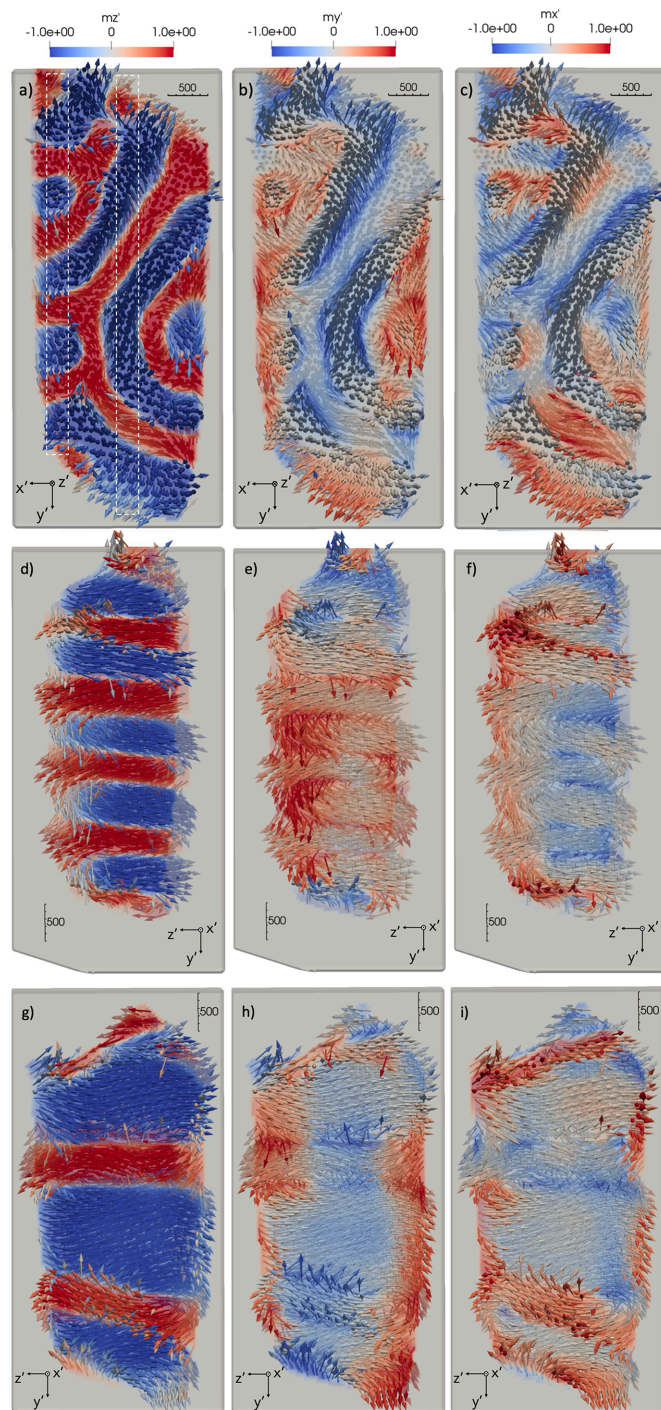 mz' my' mx'
-1.0e+00 0 1.0e+00 -1.0e+00 0 1.0e+00 -1.0e+00 0 1.0e+00
a) 500 b) 500 c) 500
x' z' x' z' x' z'
y' y' y'
d) e) f)
500 500 500
z' x' z' x' z' x'
y' y' y'
g) 500 h) 500 i) 500
z' x' z' x' z' x'
y' y' y'